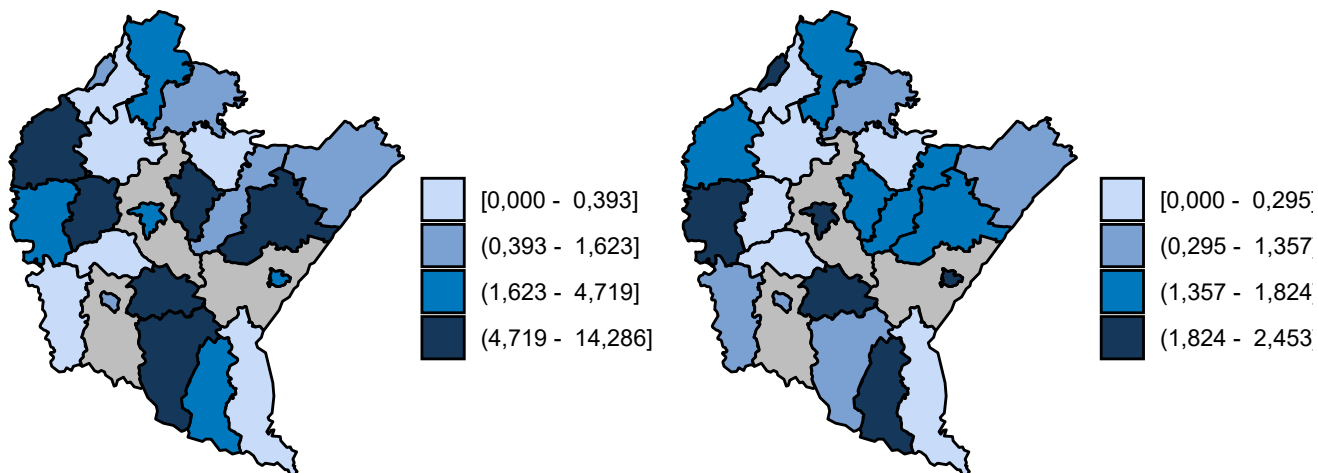 [0,000 - 0,393]
(0,393 - 1,623]
(1,623 - 4,719]
(4,719 - 14,286]
[0,000 - 0,295]
(0,295 - 1,357]
(1,357 - 1,824]
(1,824 - 2,453]